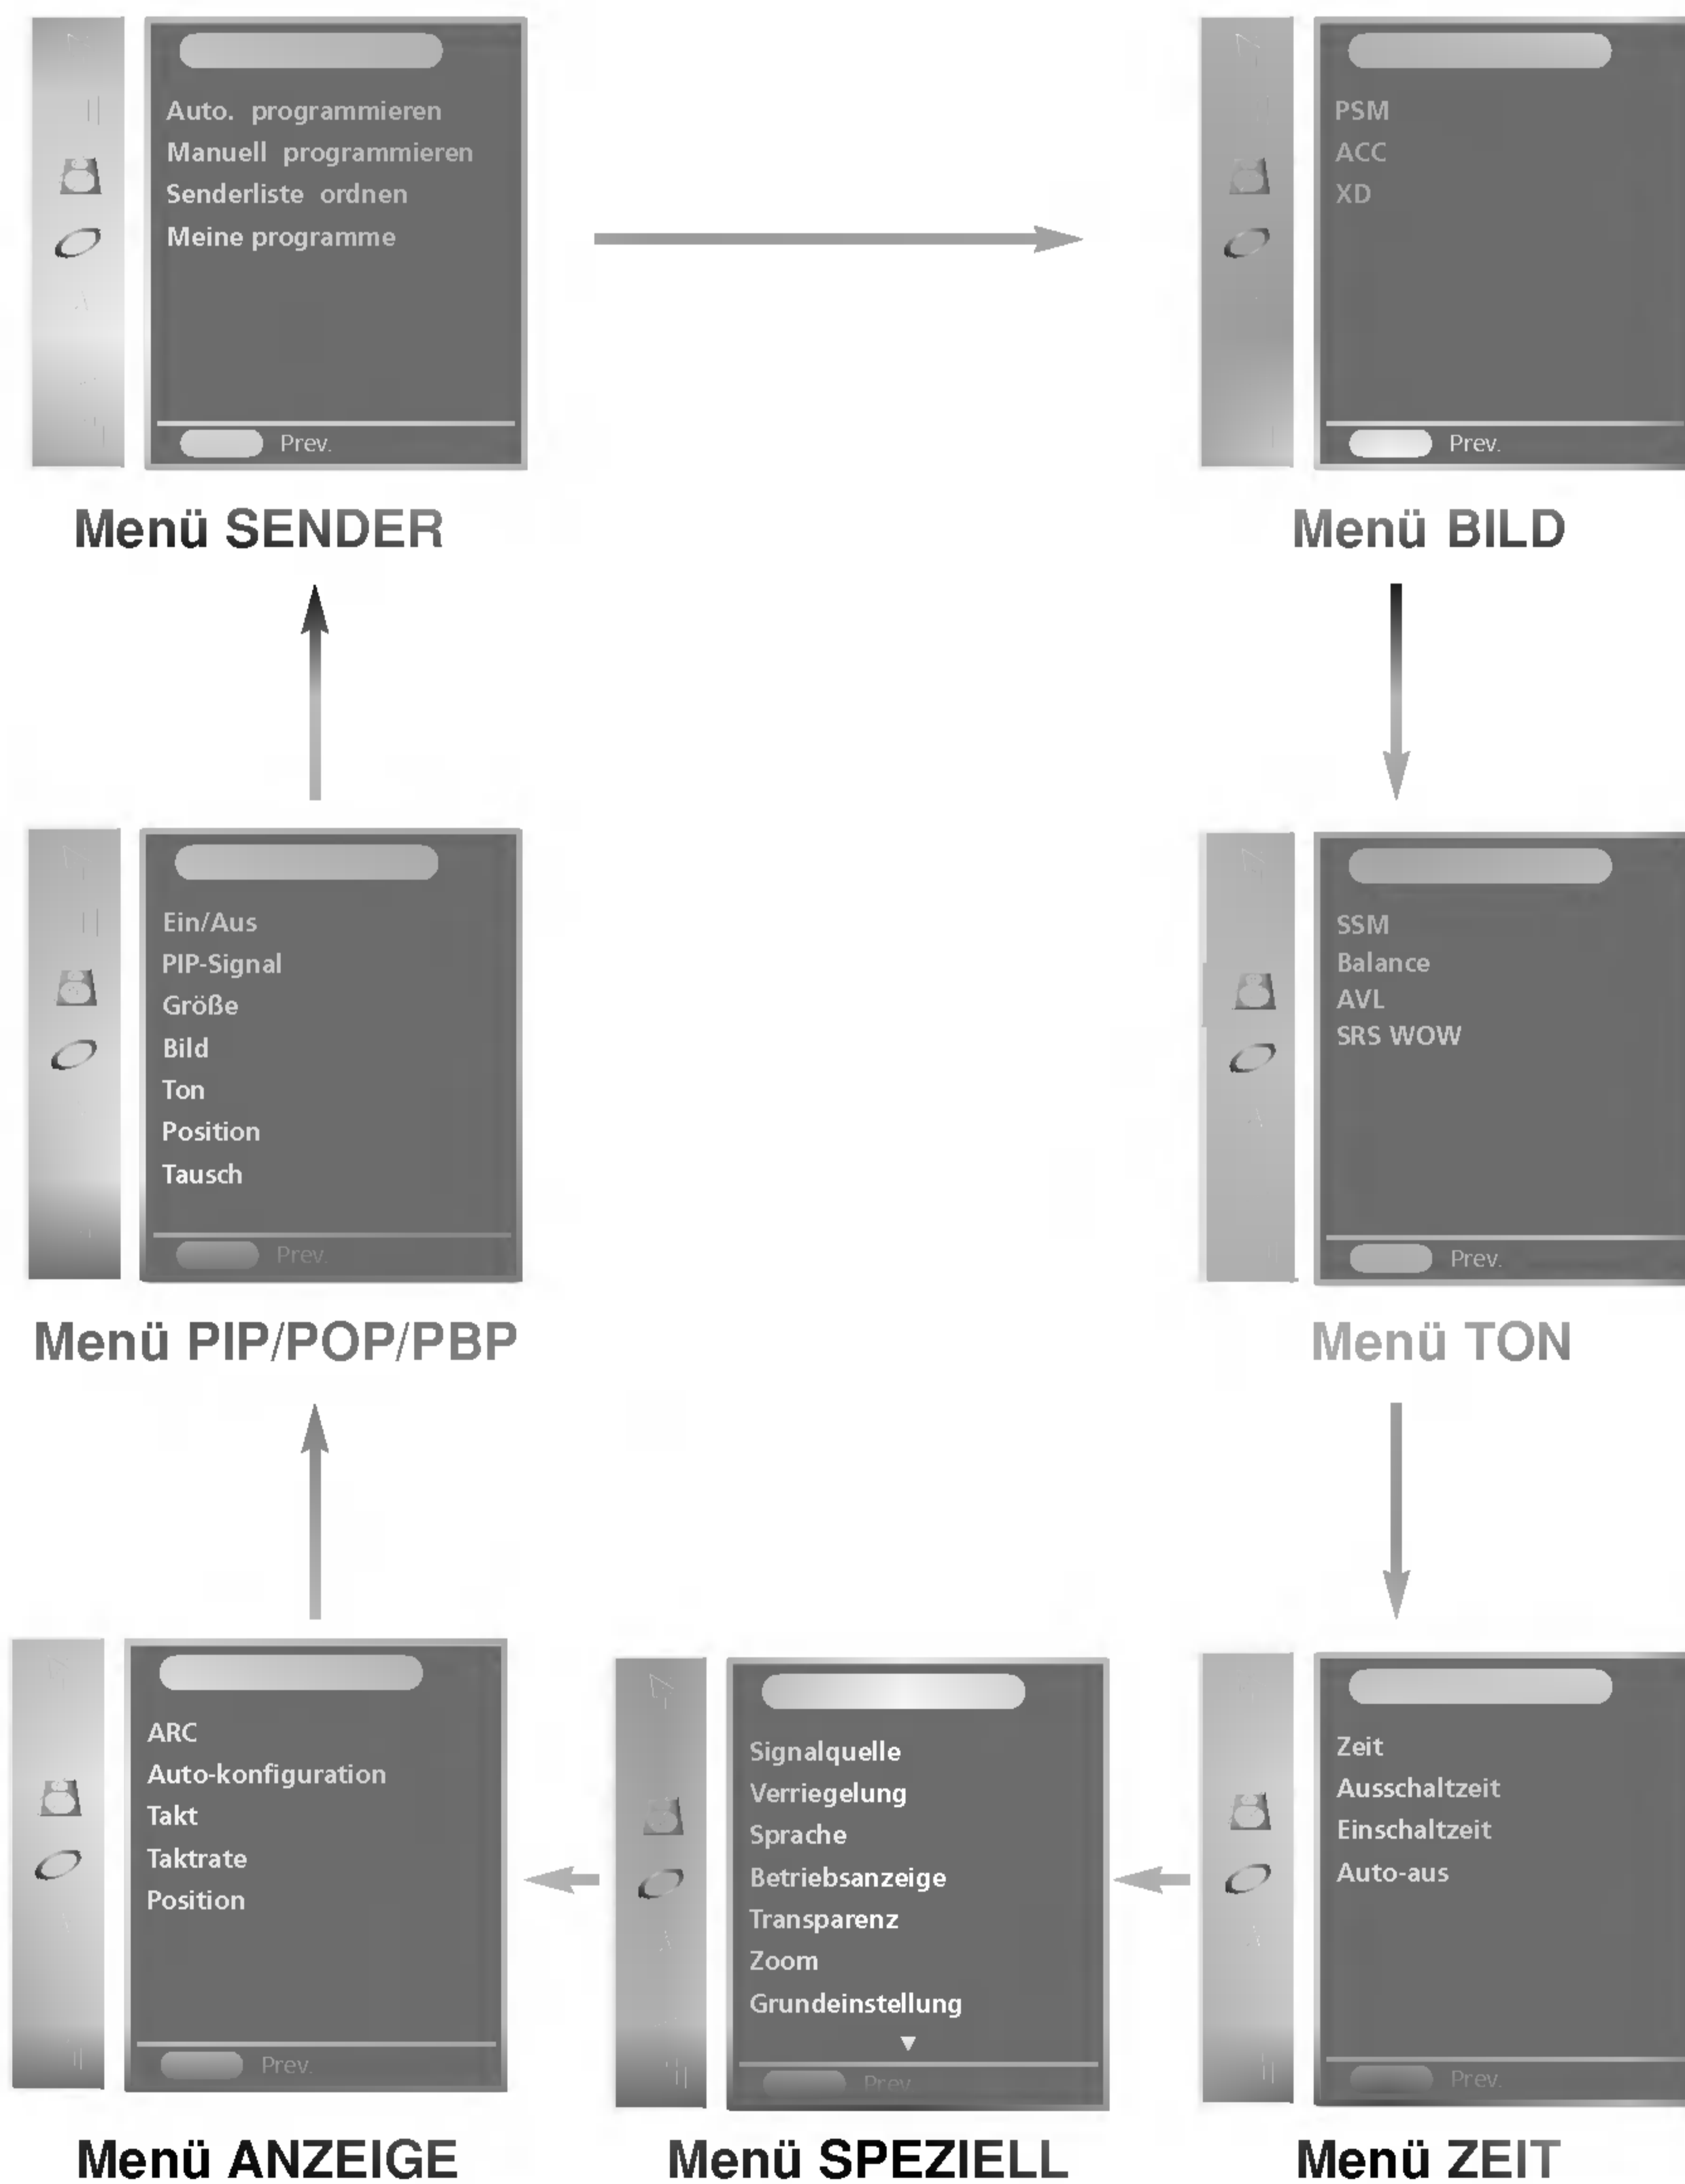 Auto. programmieren
Manuell programmieren
Senderliste ordnen
Meine programme
Prev.
Menü SENDER
PSM
ACC
XD
Prev.
Menü BILD
Ein/Aus
PIP-Signal
Größe
Bild
Ton
Position
Tausch
Prev.
Menü PIP/POP/PBP
SSM
Balance
AVL
SRS WOW
Prev.
Menü TON
ARC
Auto-konfiguration
Takt
Taktrate
Position
Prev.
Menü ANZEIGE
Signalquelle
Verriegelung
Sprache
Betriebsanzeige
Transparenz
Zoom
Grundeinstellung
▼
Prev.
Menü SPEZIELL
Zeit
Ausschaltzeit
Einschaltzeit
Auto-aus
Prev.
Menü ZEIT